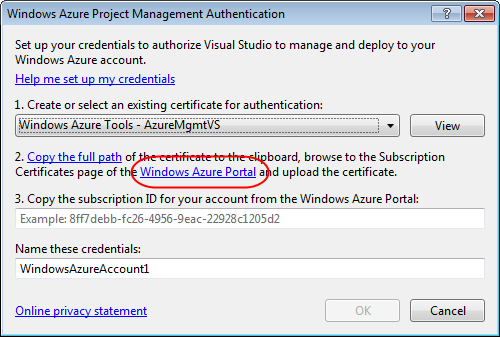 Windows Azure Project Management Authentication
Set up your credentials to authorize Visual Studio to manage and deploy to your
Windows Azure account.
Help me set up my credentials
1. Create or select an existing certificate for authentication:
Windows Azure Tools - AzureMgmtVS
View
2. Copy the full path of the certificate to the clipboard, browse to the Subscription
Certificates page of the Windows Azure Portal and upload the certificate.
3. Copy the subscription ID for your account from the Windows Azure Portal:
Example: 8ff7debb-fc26-4956-9eac-22928c1205d2
Name these credentials:
WindowsAzureAccount1
Online privacy statement
OK
Cancel